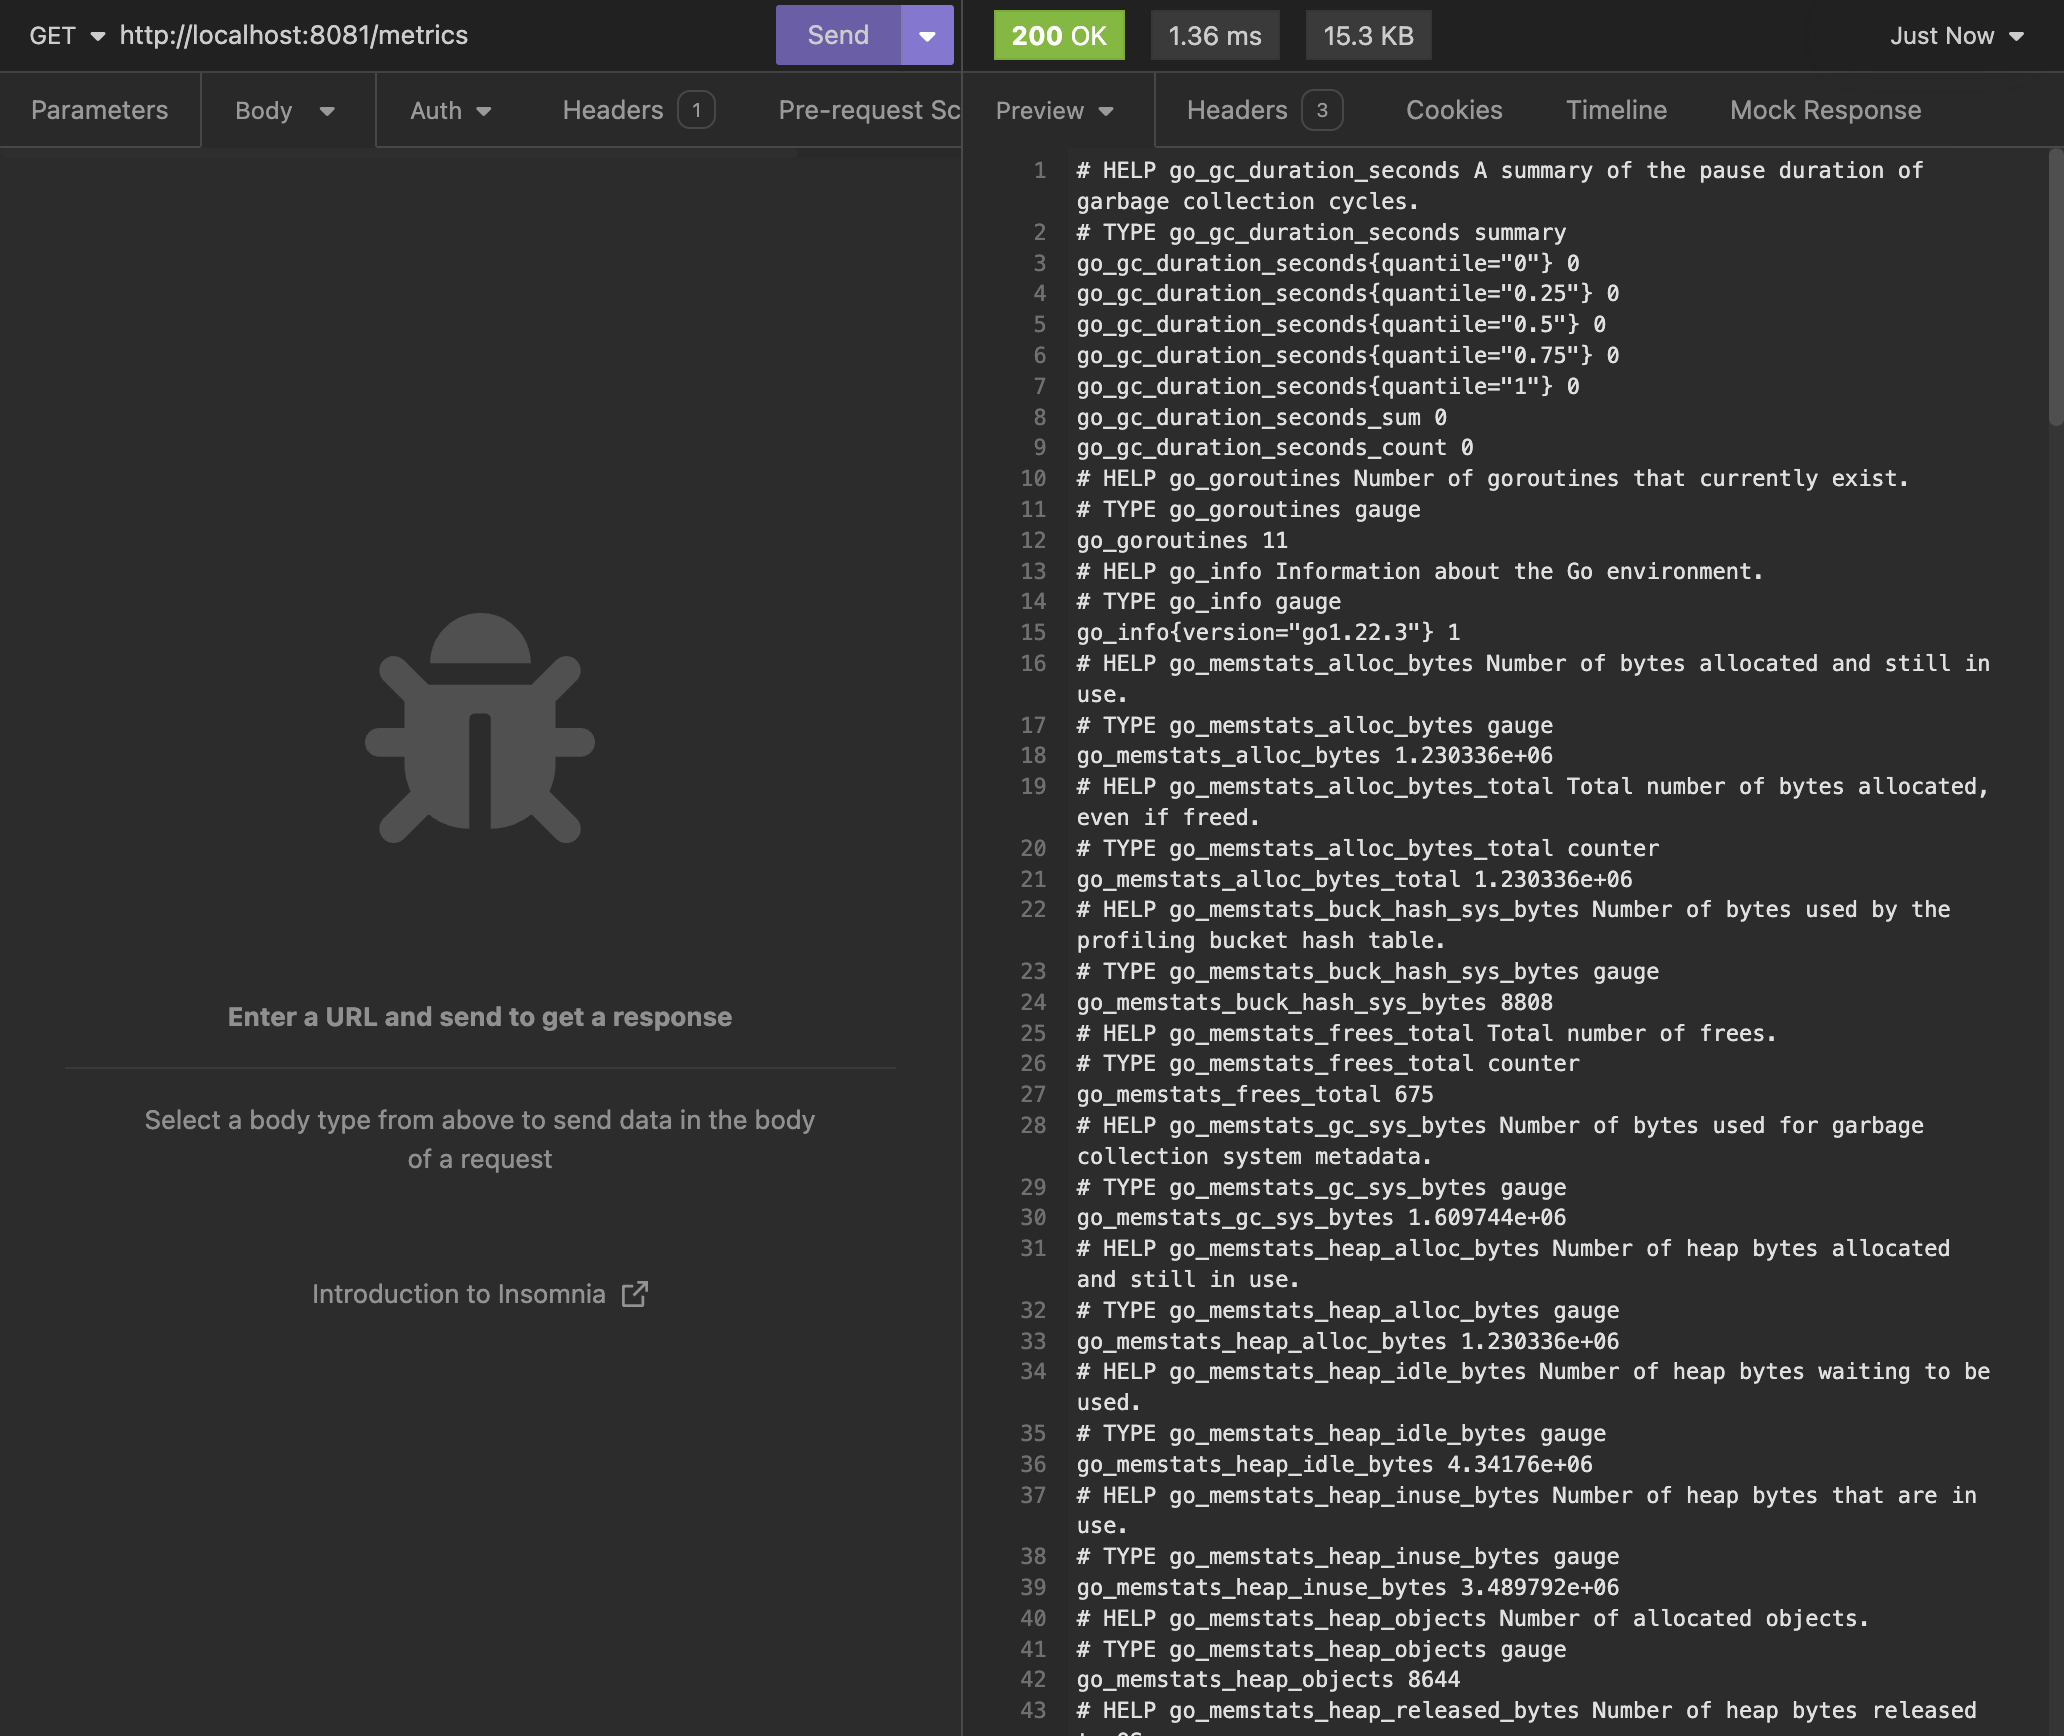 GET http://localhost:8081/metrics
Send
200 OK
1.36 ms
15.3 KB
Just Now
Parameters
Body
Auth
Headers 1
Pre-request Sc
Preview
Headers 3
Cookies
Timeline
Mock Response
Enter a URL and send to get a response
Select a body type from above to send data in the body
of a request
Introduction to Insomnia
1 # HELP go_gc_duration_seconds A summary of the pause duration of
garbage collection cycles.
2 # TYPE go_gc_duration_seconds summary
3 go_gc_duration_seconds{quantile="0"} 0
4 go_gc_duration_seconds{quantile="0.25"} 0
5 go_gc_duration_seconds{quantile="0.5"} 0
6 go_gc_duration_seconds{quantile="0.75"} 0
7 go_gc_duration_seconds{quantile="1"} 0
8 go_gc_duration_seconds_sum 0
9 go_gc_duration_seconds_count 0
10 # HELP go_goroutines Number of goroutines that currently exist.
11 # TYPE go_goroutines gauge
12 go_goroutines 11
13 # HELP go_info Information about the Go environment.
14 # TYPE go_info gauge
15 go_info{version="go1.22.3"} 1
16 # HELP go_memstats_alloc_bytes Number of bytes allocated and still in
use.
17 # TYPE go_memstats_alloc_bytes gauge
18 go_memstats_alloc_bytes 1.230336e+06
19 # HELP go_memstats_alloc_bytes_total Total number of bytes allocated,
even if freed.
20 # TYPE go_memstats_alloc_bytes_total counter
21 go_memstats_alloc_bytes_total 1.230336e+06
22 # HELP go_memstats_buck_hash_sys_bytes Number of bytes used by the
profiling bucket hash table.
23 # TYPE go_memstats_buck_hash_sys_bytes gauge
24 go_memstats_buck_hash_sys_bytes 8808
25 # HELP go_memstats_frees_total Total number of frees.
26 # TYPE go_memstats_frees_total counter
27 go_memstats_frees_total 675
28 # HELP go_memstats_gc_sys_bytes Number of bytes used for garbage
collection system metadata.
29 # TYPE go_memstats_gc_sys_bytes gauge
30 go_memstats_gc_sys_bytes 1.609744e+06
31 # HELP go_memstats_heap_alloc_bytes Number of heap bytes allocated
and still in use.
32 # TYPE go_memstats_heap_alloc_bytes gauge
33 go_memstats_heap_alloc_bytes 1.230336e+06
34 # HELP go_memstats_heap_idle_bytes Number of heap bytes waiting to be
used.
35 # TYPE go_memstats_heap_idle_bytes gauge
36 go_memstats_heap_idle_bytes 4.34176e+06
37 # HELP go_memstats_heap_inuse_bytes Number of heap bytes that are in
use.
38 # TYPE go_memstats_heap_inuse_bytes gauge
39 go_memstats_heap_inuse_bytes 3.489792e+06
40 # HELP go_memstats_heap_objects Number of allocated objects.
41 # TYPE go_memstats_heap_objects gauge
42 go_memstats_heap_objects 8644
43 # HELP go_memstats_heap_released_bytes Number of heap bytes released